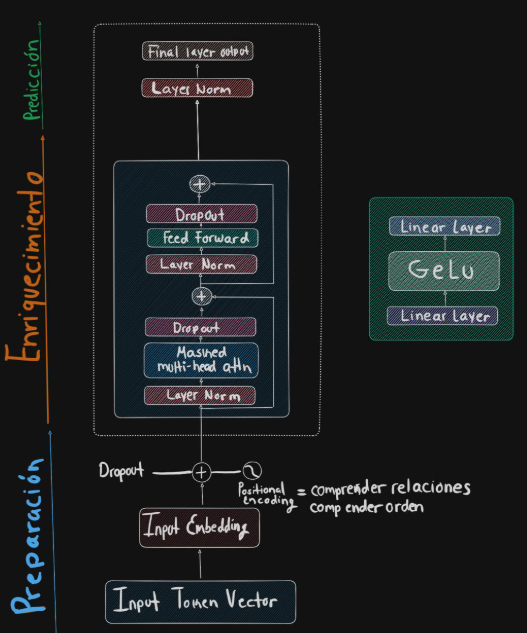 Predicción
Final layer output
Layer Norm
Enriquecimiento
Dropout
Feed Forward
Layer Norm
Dropout
Masked
multi-head attn
Layer Norm
Linear Layer
GeLu
Linear Layer
Preparación
Dropout
Positional
Encoding
= comprender relaciones
comprender orden
Input Embedding
Input Token Vector